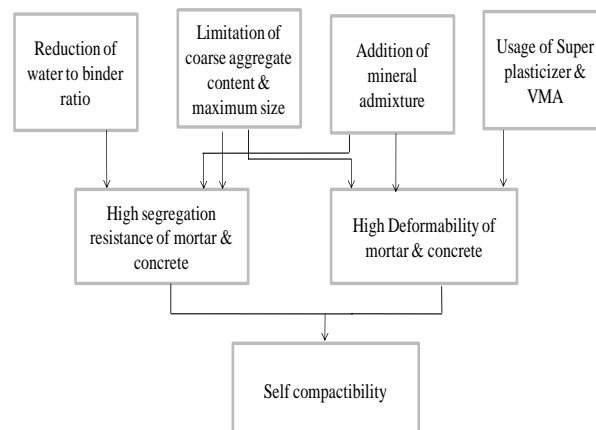 Reduction of
water to binder
ratio
Limitation of
coarse aggregate
content &
maximum size
Addition of
mineral
admixture
Usage of Super
plasticizer &
VMA
High segregation
resistance of mortar &
concrete
High Deformability of
mortar & concrete
Self compactibility